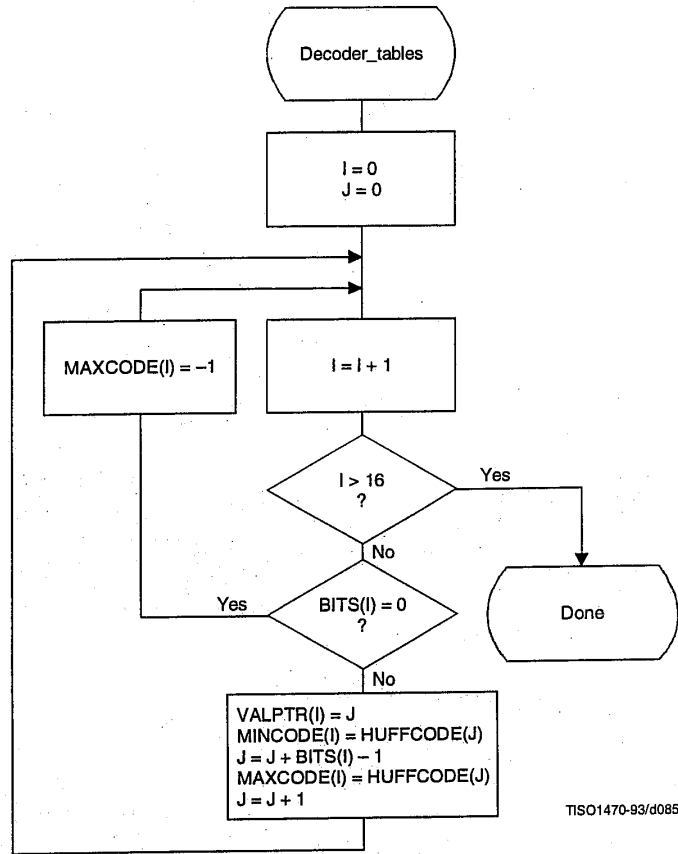 Decoder_tables
I = 0
J = 0
MAXCODE(I) = –1
I = I + 1
I > 16
?
Yes
No
BITS(I) = 0
?
Yes
Done
No
VALPTR(I) = J
MINCODE(I) = HUFFCODE(J)
J = J + BITS(I) – 1
MAXCODE(I) = HUFFCODE(J)
J = J + 1
TISO1470-93/d085